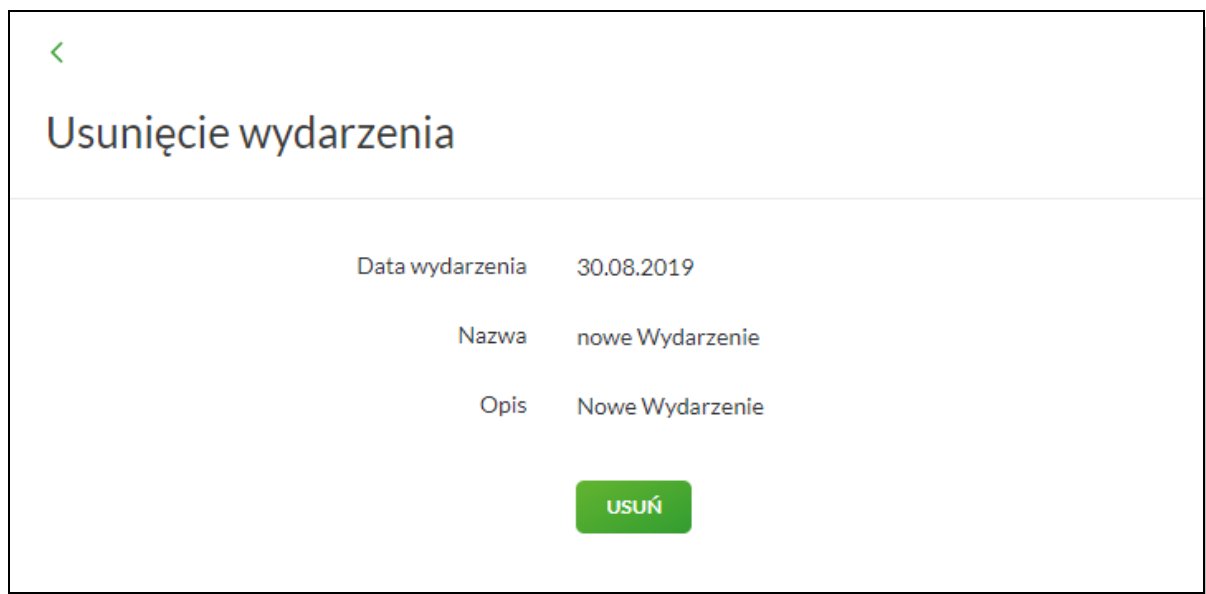 Usunięcie wydarzenia
Data wydarzenia 30.08.2019
Nazwa nowe Wydarzenie
Opis Nowe Wydarzenie
USUŃ